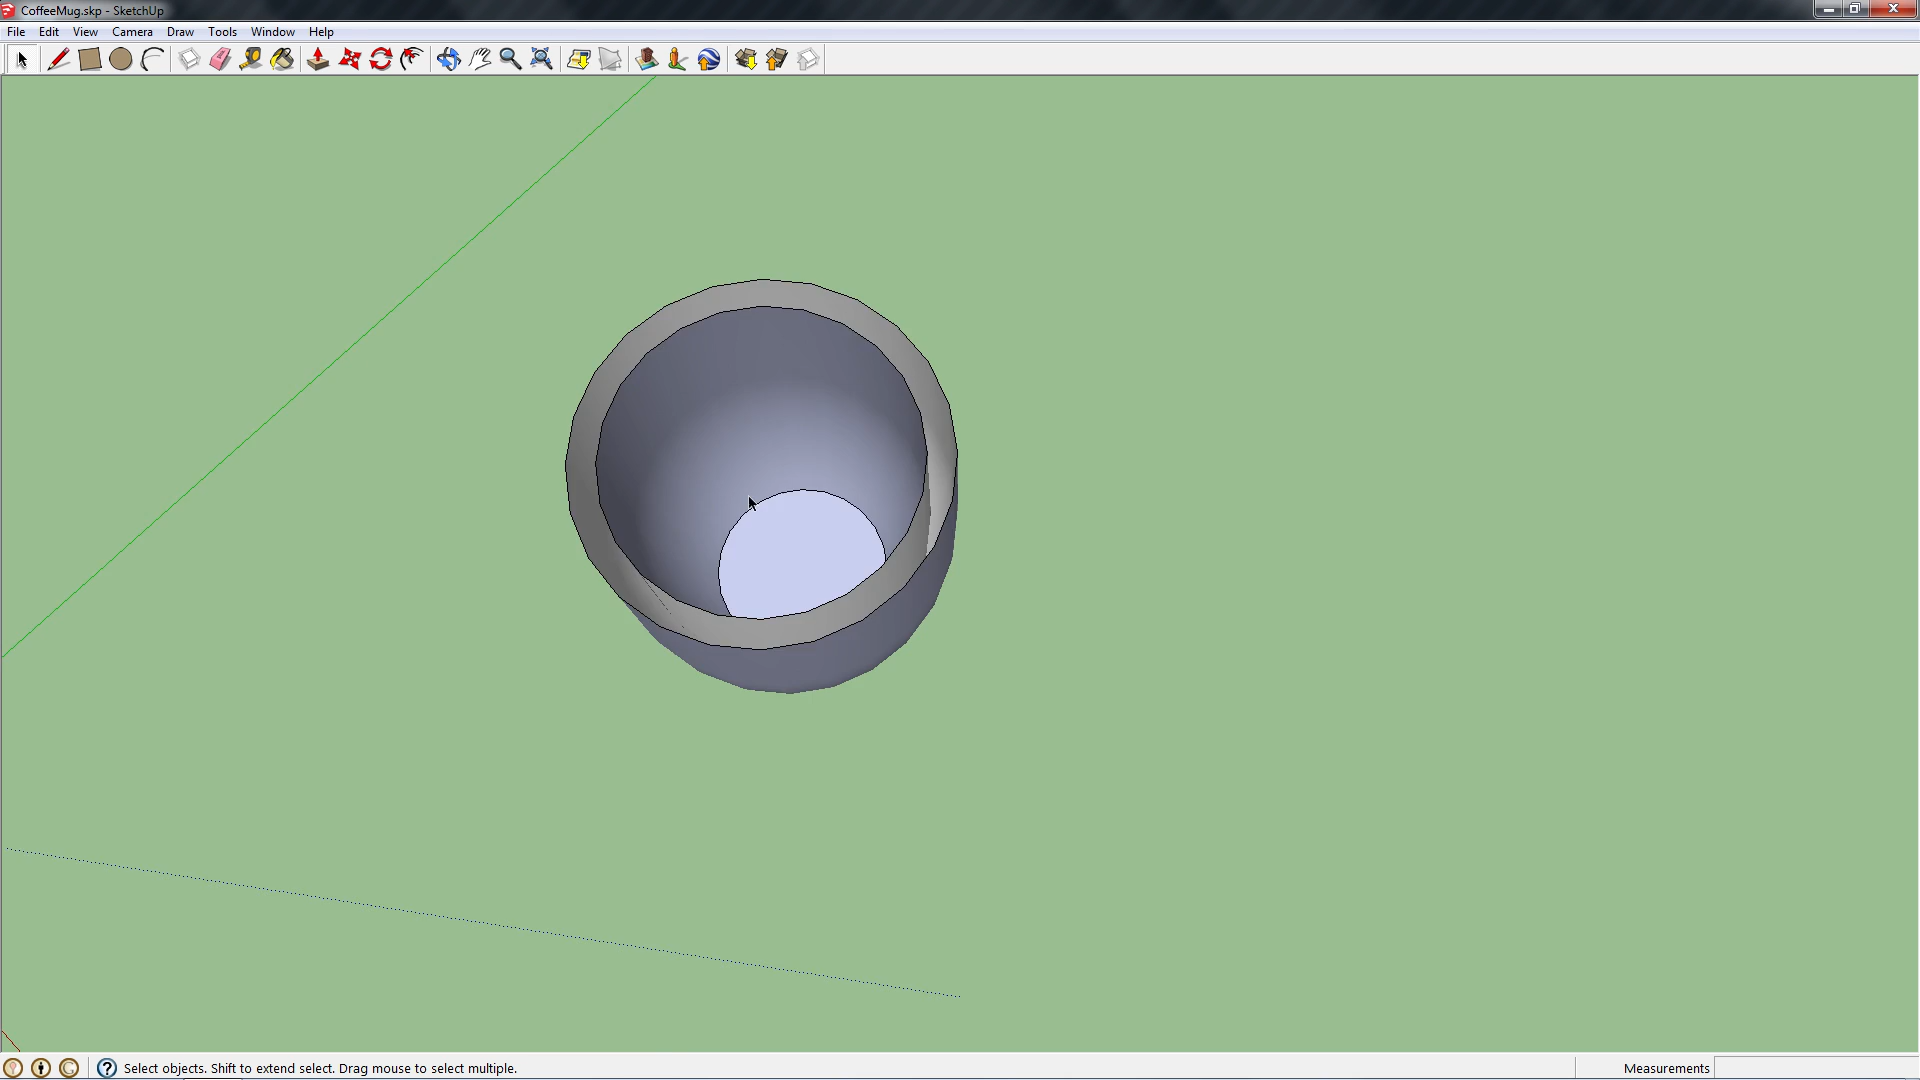 CoffeeMug.skp - SketchUp
File Edit View Camera Draw Tools Window Help
Select objects. Shift to extend select. Drag mouse to select multiple.
Measurements